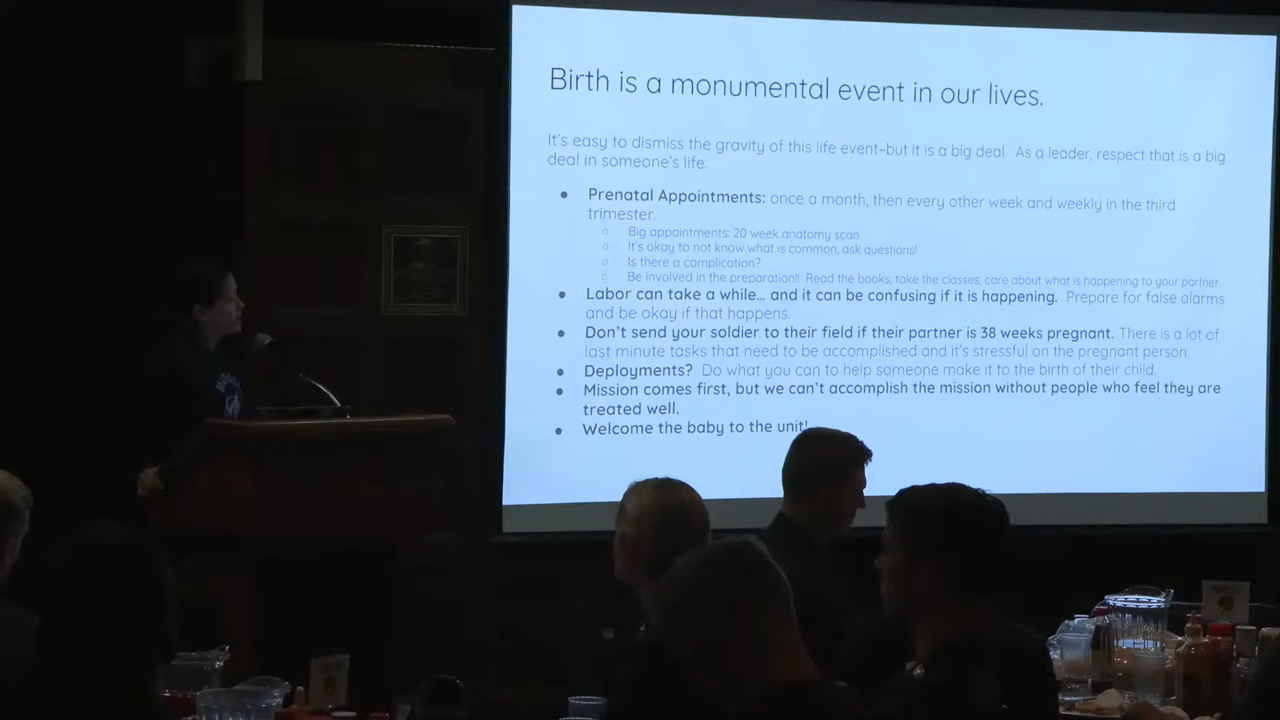 Birth is a monumental event in our lives.
It's easy to dismiss the gravity of this life event–but it is a big deal. As a leader, respect that is a big
deal in someone's life.
● Prenatal Appointments: once a month, then every other week and weekly in the third
trimester.
○ Big appointments: 20 week anatomy scan
○ It's okay to not know what is common, ask questions!
○ Is there a complication?
○ Be involved in the preparation!! Read the books, take the classes, care about what is happening to your partner.
● Labor can take a while... and it can be confusing if it is happening. Prepare for false alarms
and be okay if that happens.
● Don't send your soldier to their field if their partner is 38 weeks pregnant. There is a lot of
last minute tasks that need to be accomplished and it's stressful on the pregnant person.
● Deployments? Do what you can to help someone make it to the birth of their child.
● Mission comes first, but we can't accomplish the mission without people who feel they are
treated well.
● Welcome the baby to the unit!